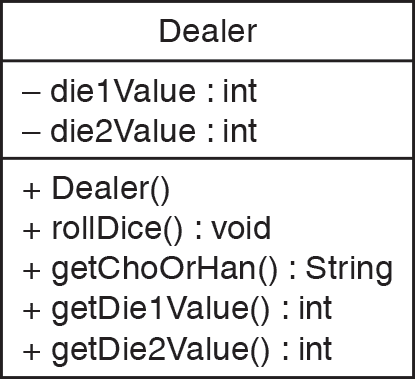 Dealer
– die1Value : int
– die2Value : int
+ Dealer()
+ rollDice() : void
+ getChoOrHan() : String
+ getDie1Value() : int
+ getDie2Value() : int